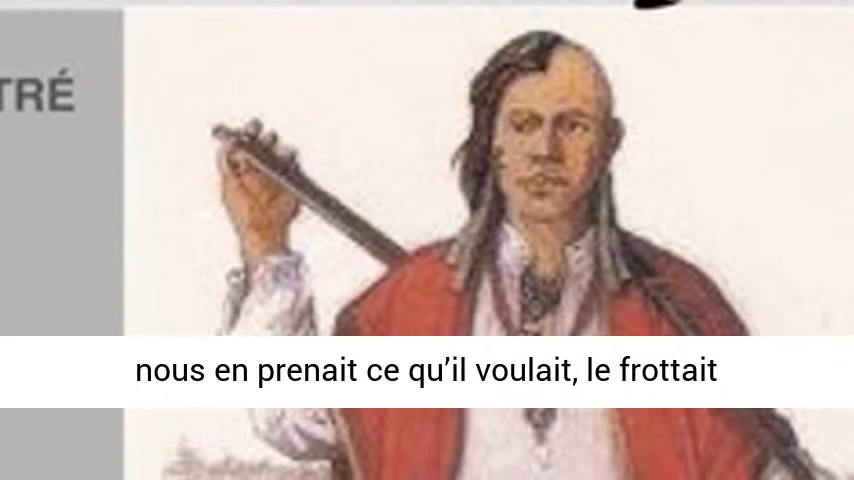 TRÉ
nous en prenait ce qu’il voulait, le frottait